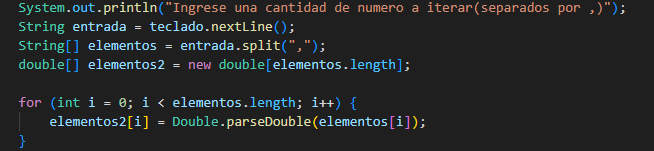 System.out.println("Ingrese una cantidad de numero a iterar(separados por ,)");
String entrada = teclado.nextLine();
String[] elementos = entrada.split(",");
double[] elementos2 = new double[elementos.length];
for (int i = 0; i < elementos.length; i++) {
elementos2[i] = Double.parseDouble(elementos[i]);
}